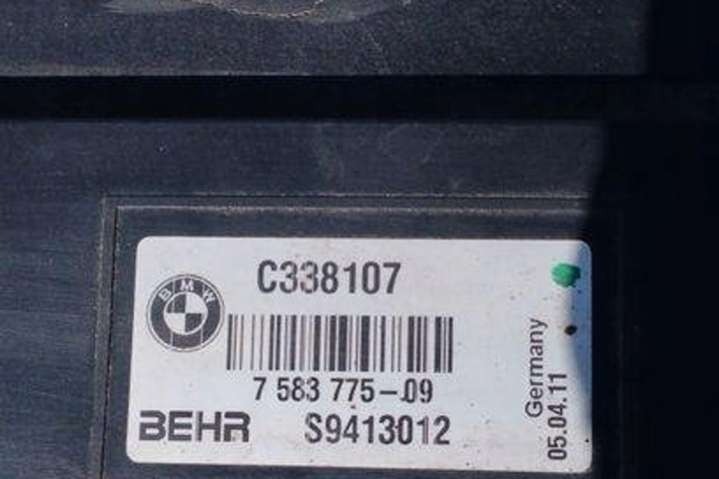 C338107
BMW
7 583 775-09
BEHR S9413012
Germany
05.04.11